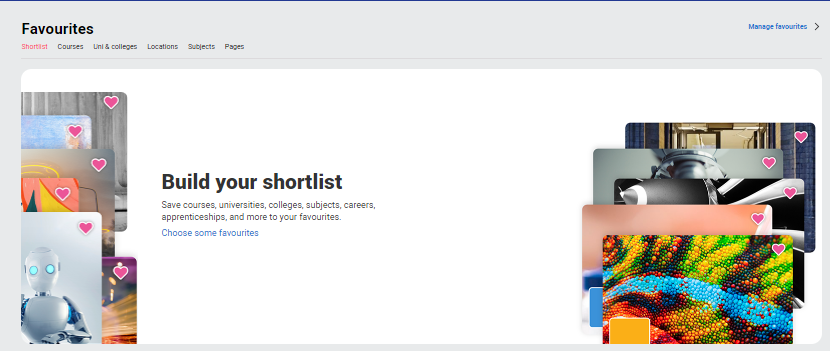 Favourites
Manage favourites
Shortlist Courses Uni & colleges Locations Subjects Pages
Build your shortlist
Save courses, universities, colleges, subjects, careers,
apprenticeships, and more to your favourites.
Choose some favourites